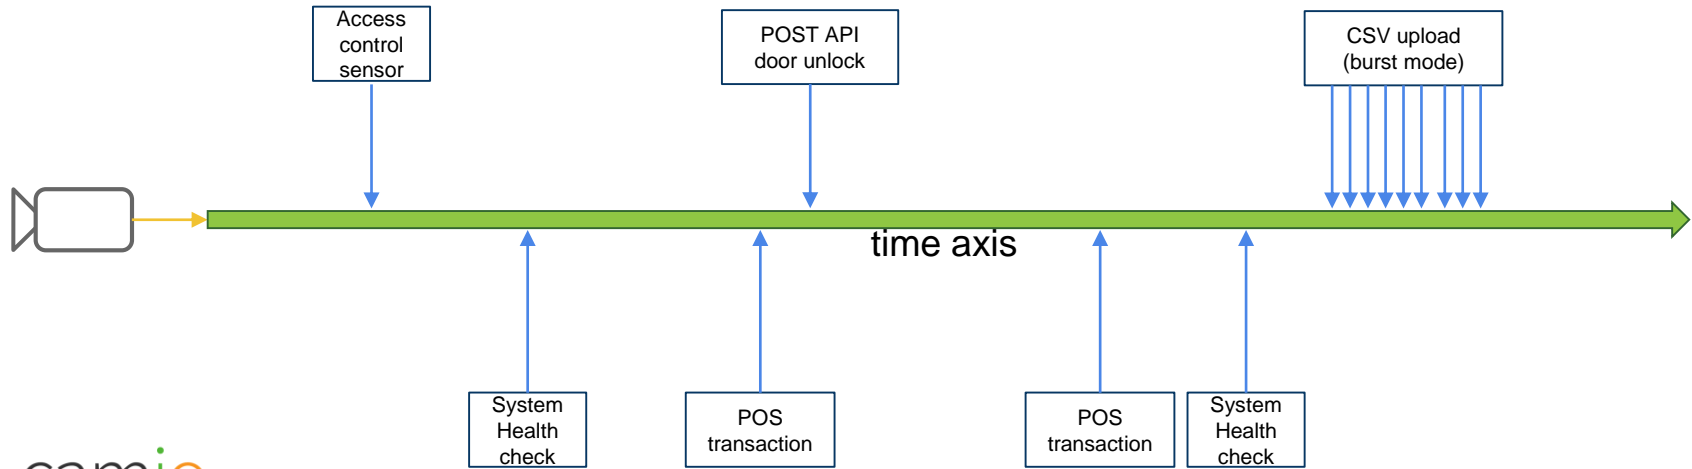 Access
control
sensor
POST API
door unlock
CSV upload
(burst mode)
time axis
System
Health
check
POS
transaction
POS
transaction
System
Health
check
camio